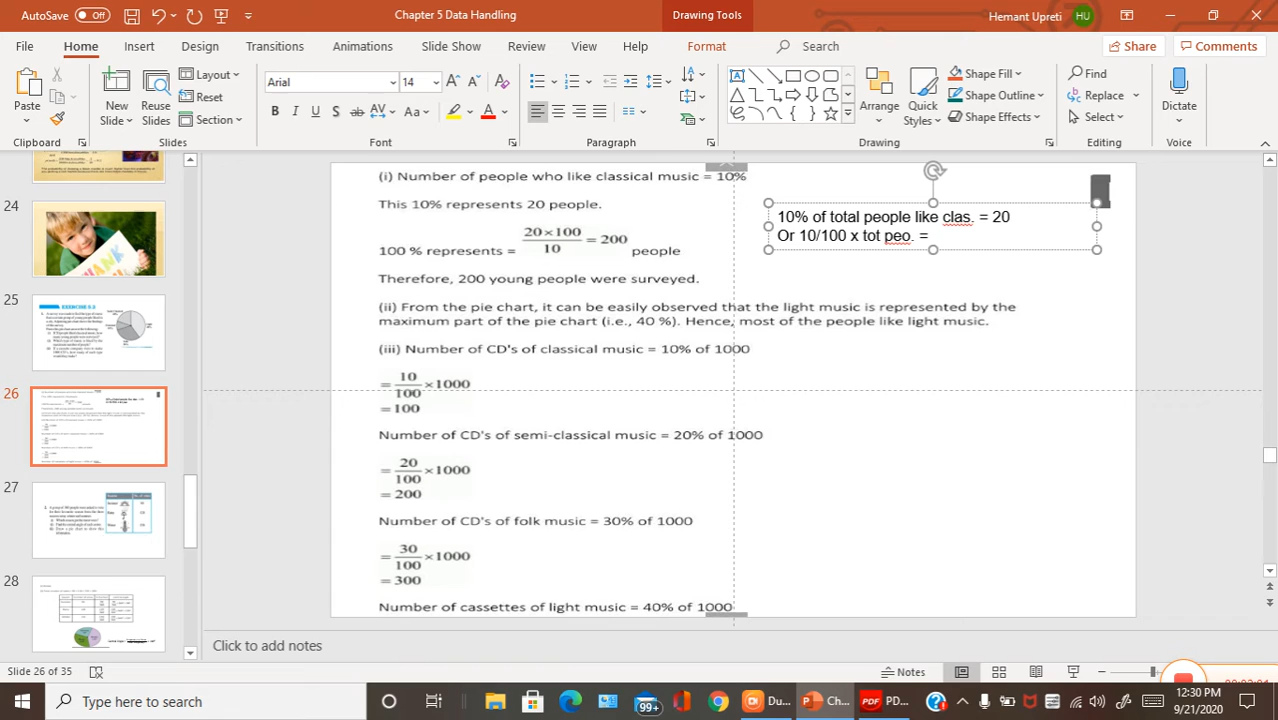 AutoSave Off
Chapter 5 Data Handling
Drawing Tools
Hemant Upreti HU
File Home Insert Design Transitions Animations Slide Show Review View Help Format Search Share Comments
Paste
New Slide
Reuse Slides
Layout
Reset
Section
Arial 14
Arrange
Quick Styles
Shape Fill
Shape Outline
Shape Effects
Find
Replace
Select
Dictate
Clipboard Slides Font Paragraph Drawing Editing Voice
24
25
EXERCISE 5.2
26
27
28
(i) Number of people who like classical music = 10%
This 10% represents 20 people.
100 % represents = 20×100/10 = 200 people
Therefore, 200 young people were surveyed.
(ii) From the pie chart, it can be easily observed that the light music is represented by the
maximum part of the pie chart (i.e., 40 %). Hence, most of the people like light music.
(iii) Number of CD's of classical music = 10% of 1000
= 10/100 ×1000
= 100
Number of CD's of semi-classical music = 20% of 1000
= 20/100 ×1000
= 200
Number of CD's of folk music = 30% of 1000
= 30/100 ×1000
= 300
Number of cassettes of light music = 40% of 1000
10% of total people like clas. = 20
Or 10/100 x tot peo. =
Click to add notes
Slide 26 of 35
Notes
Type here to search
99+
Du...
Ch...
PD...
12:30 PM
9/21/2020